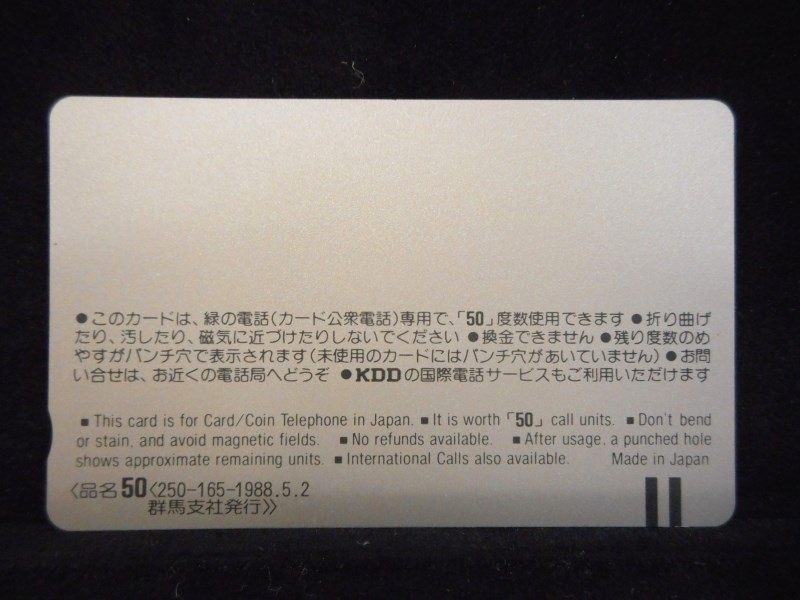 ●このカードは、緑の電話(カード公衆電話)専用で、「50」度数使用できます ●折り曲げ
たり、汚したり、磁気に近づけたりしないでください ●換金できません ●残り度数のめ
やすがパンチ穴で表示されます(未使用のカードにはパンチ穴があいていません) ●お問
い合せは、お近くの電話局へどうぞ ●KDDの国際電話サービスもご利用いただけます
■ This card is for Card/Coin Telephone in Japan. ■ It is worth「50」call units. ■ Don't bend
or stain, and avoid magnetic fields. ■ No refunds available. ■ After usage, a punched hole
shows approximate remaining units. ■ International Calls also available. Made in Japan
〈品名50〈250-165-1988.5.2
群馬支社発行〉〉